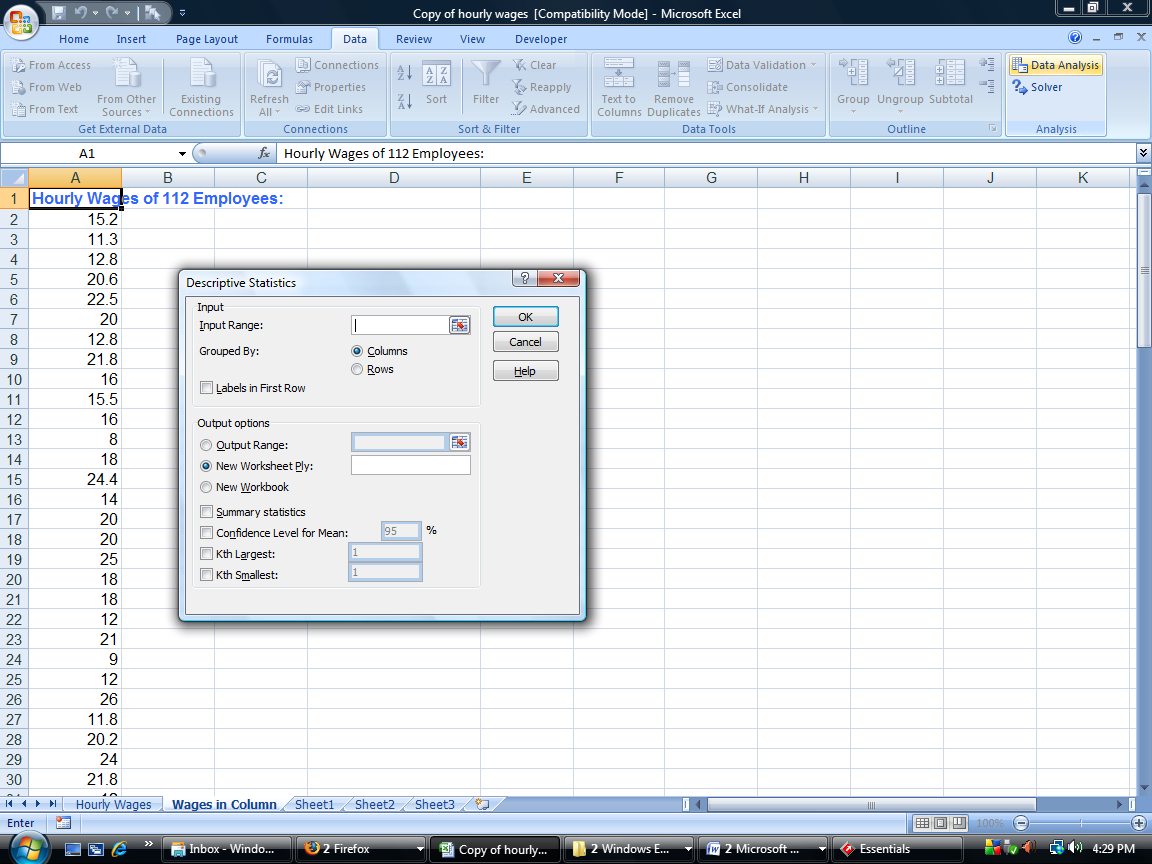 Copy of hourly wages [Compatibility Mode] - Microsoft Excel
Home Insert Page Layout Formulas Data Review View Developer
From Access
From Web
From Text
From Other Sources
Existing Connections
Get External Data
Refresh All
Connections
Properties
Edit Links
Connections
Sort
Filter
Clear
Reapply
Advanced
Sort & Filter
Text to Columns
Remove Duplicates
Data Validation
Consolidate
What-If Analysis
Data Tools
Group
Ungroup
Subtotal
Outline
Data Analysis
Solver
Analysis
A1 fx Hourly Wages of 112 Employees:
A B C D E F G H I J K
1 Hourly Wages of 112 Employees:
2 15.2
3 11.3
4 12.8
5 20.6
6 22.5
7 20
8 12.8
9 21.8
10 16
11 15.5
12 16
13 8
14 18
15 24.4
16 14
17 20
18 20
19 25
20 18
21 18
22 12
23 21
24 9
25 12
26 26
27 11.8
28 20.2
29 24
30 21.8
Descriptive Statistics
Input
Input Range:
Grouped By:
Columns
Rows
Labels in First Row
OK
Cancel
Help
Output options
Output Range:
New Worksheet Ply:
New Workbook
Summary statistics
Confidence Level for Mean: 95 %
Kth Largest: 1
Kth Smallest: 1
Hourly Wages Wages in Column Sheet1 Sheet2 Sheet3
Enter
100%
Inbox - Windo...
2 Firefox
Copy of hourly...
2 Windows E...
2 Microsoft ...
Essentials
4:29 PM